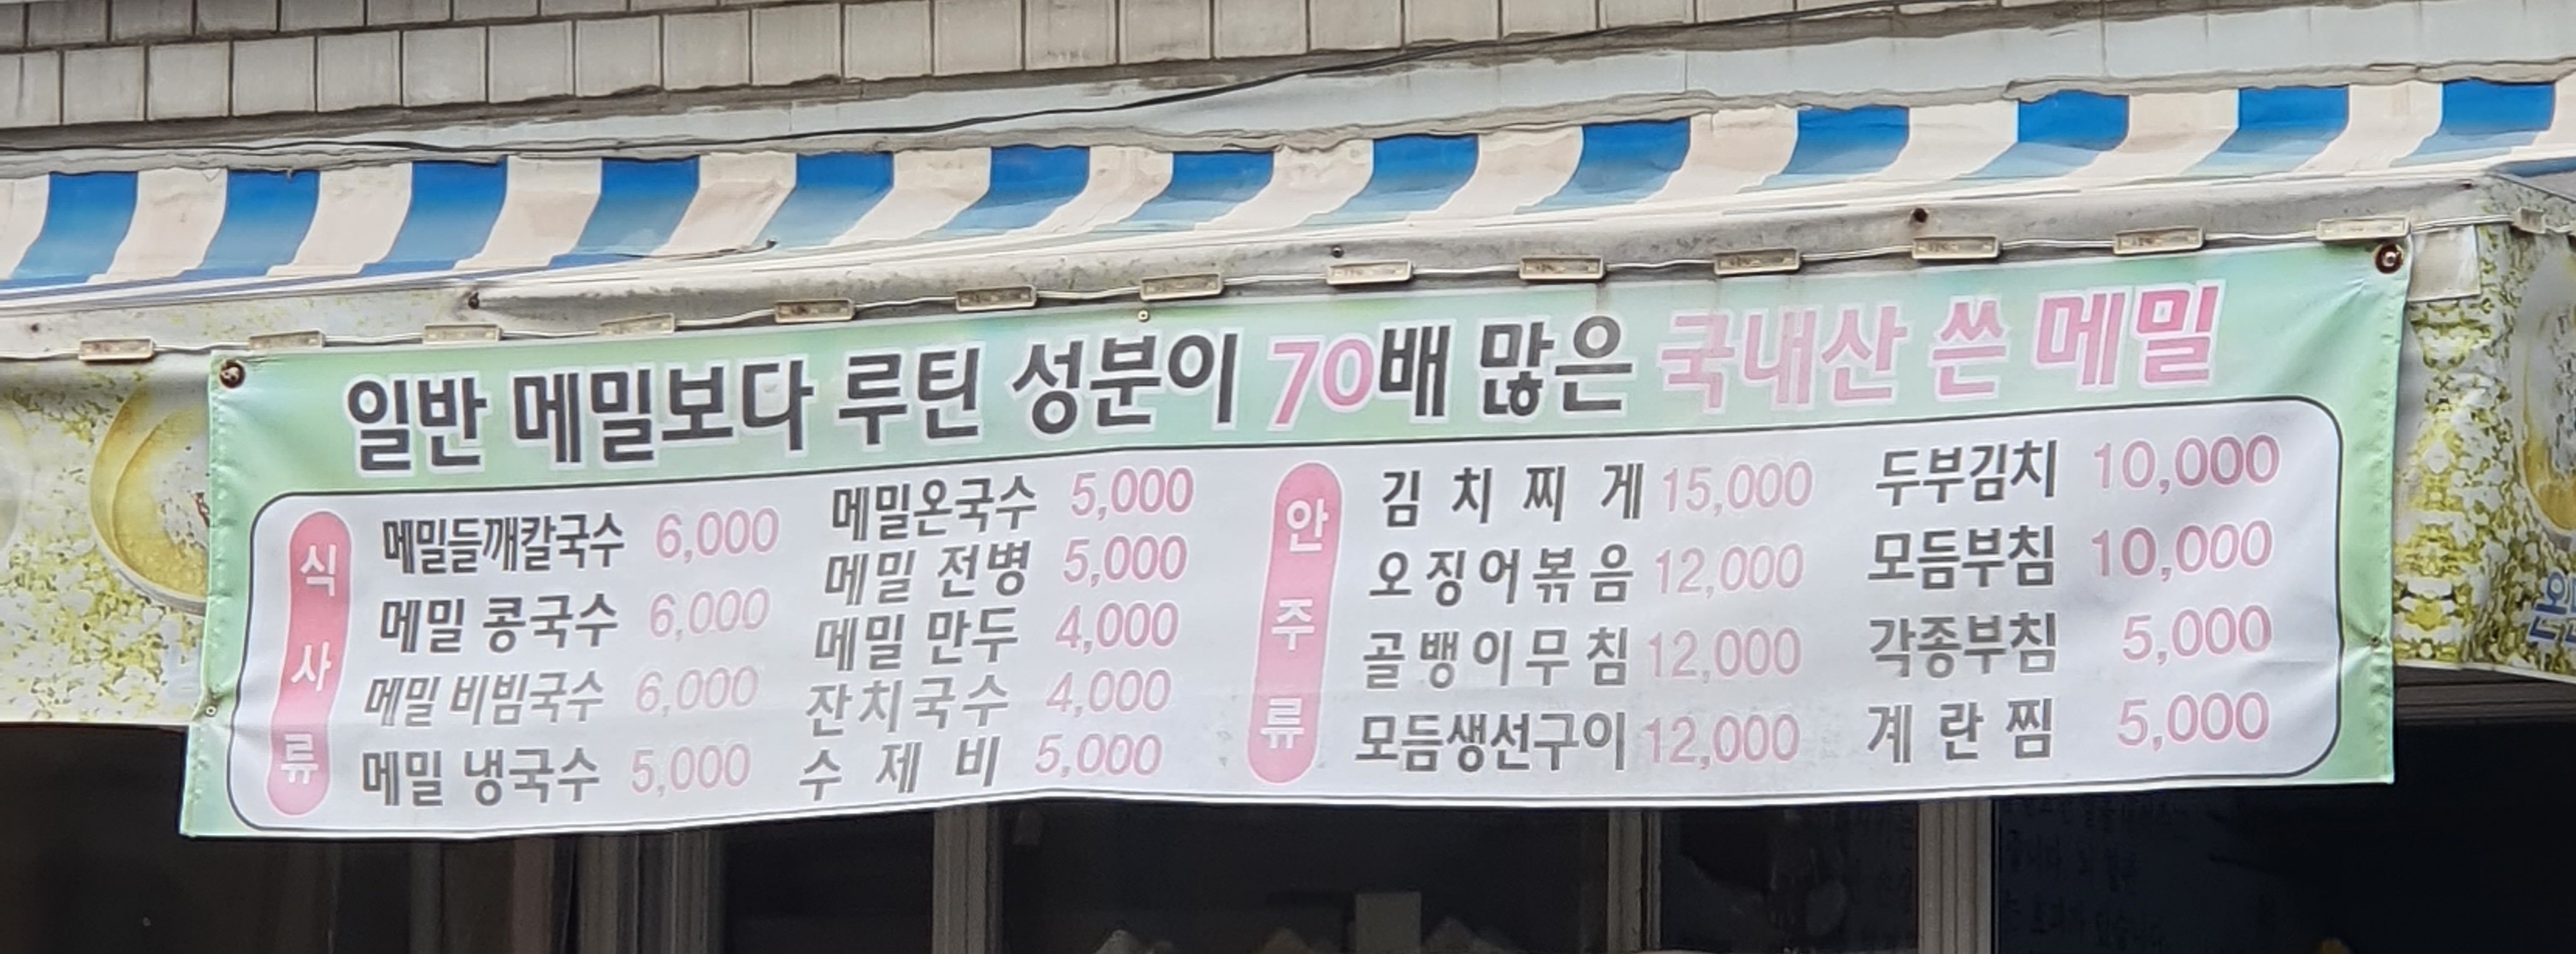 일반 메밀보다 루틴 성분이 70배 많은 국내산 쓴 메밀
식사류
메밀들깨칼국수 6,000
메밀 콩국수 6,000
메밀 비빔국수 6,000
메밀 냉국수 5,000
메밀온국수 5,000
메밀 전병 5,000
메밀 만두 4,000
잔치국수 4,000
수 제 비 5,000
안주류
김 치 찌 게 15,000
오징어볶음 12,000
골뱅이무침 12,000
모듬생선구이 12,000
두부김치 10,000
모듬부침 10,000
각종부침 5,000
계 란 찜 5,000